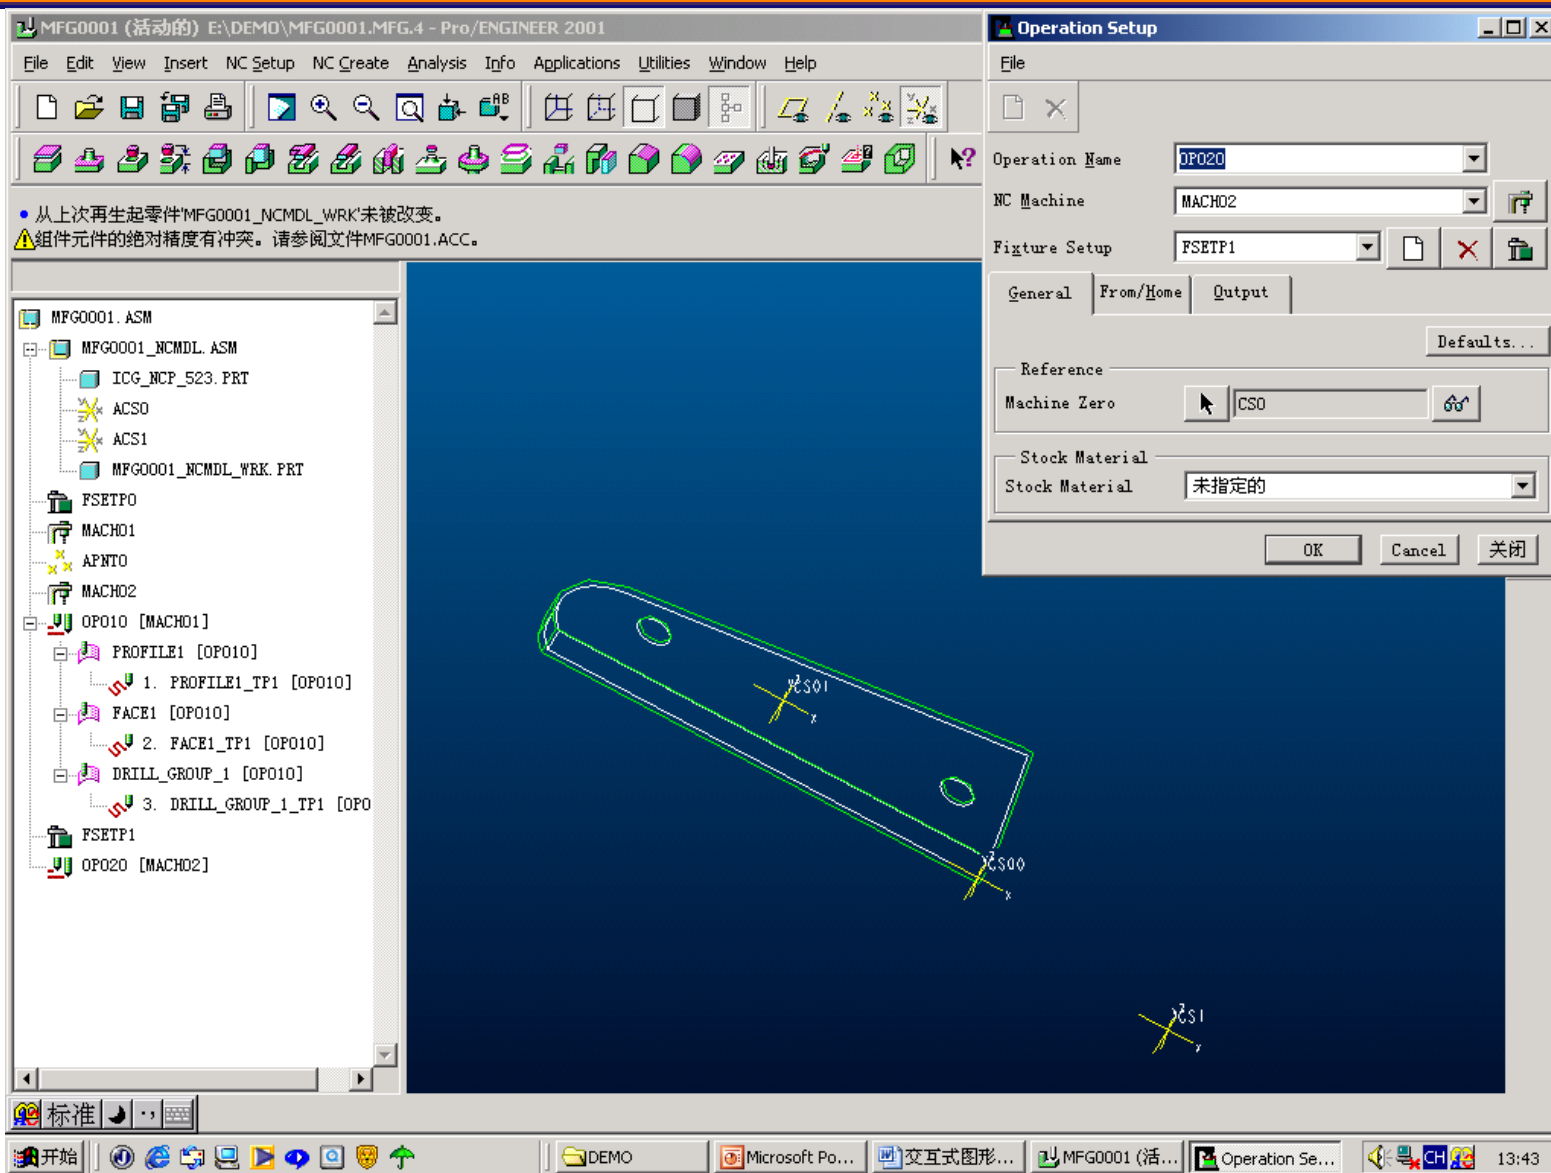 MFG0001 (活动的) E:\DEMO\MFG0001.MFG.4 - Pro/ENGINEER 2001
File Edit View Insert NC Setup NC Create Analysis Info Applications Utilities Window Help
从上次再生起零件'MFG0001_NCMDL_WRK'未被改变。
组件元件的绝对精度有冲突。请参阅文件MFG0001.ACC。
MFG0001.ASM
MFG0001_NCMDL.ASM
ICG_NCP_523.PRT
ACS0
ACS1
MFG0001_NCMDL_WRK.PRT
FSETP0
MACH01
APNT0
MACH02
OP010 [MACH01]
PROFILE1 [OP010]
1. PROFILE1_TP1 [OP010]
FACE1 [OP010]
2. FACE1_TP1 [OP010]
DRILL_GROUP_1 [OP010]
3. DRILL_GROUP_1_TP1 [OP0
FSETP1
OP020 [MACH02]
Operation Setup
File
Operation Name OP020
NC Machine MACH02
Fixture Setup FSETP1
General From/Home Output
Defaults...
Reference
Machine Zero CS0
Stock Material
Stock Material 未指定的
OK Cancel 关闭
x
x
标准
开始 DEMO Microsoft Po... 交互式图形... MFG0001 (活... Operation Se... CH 13:43